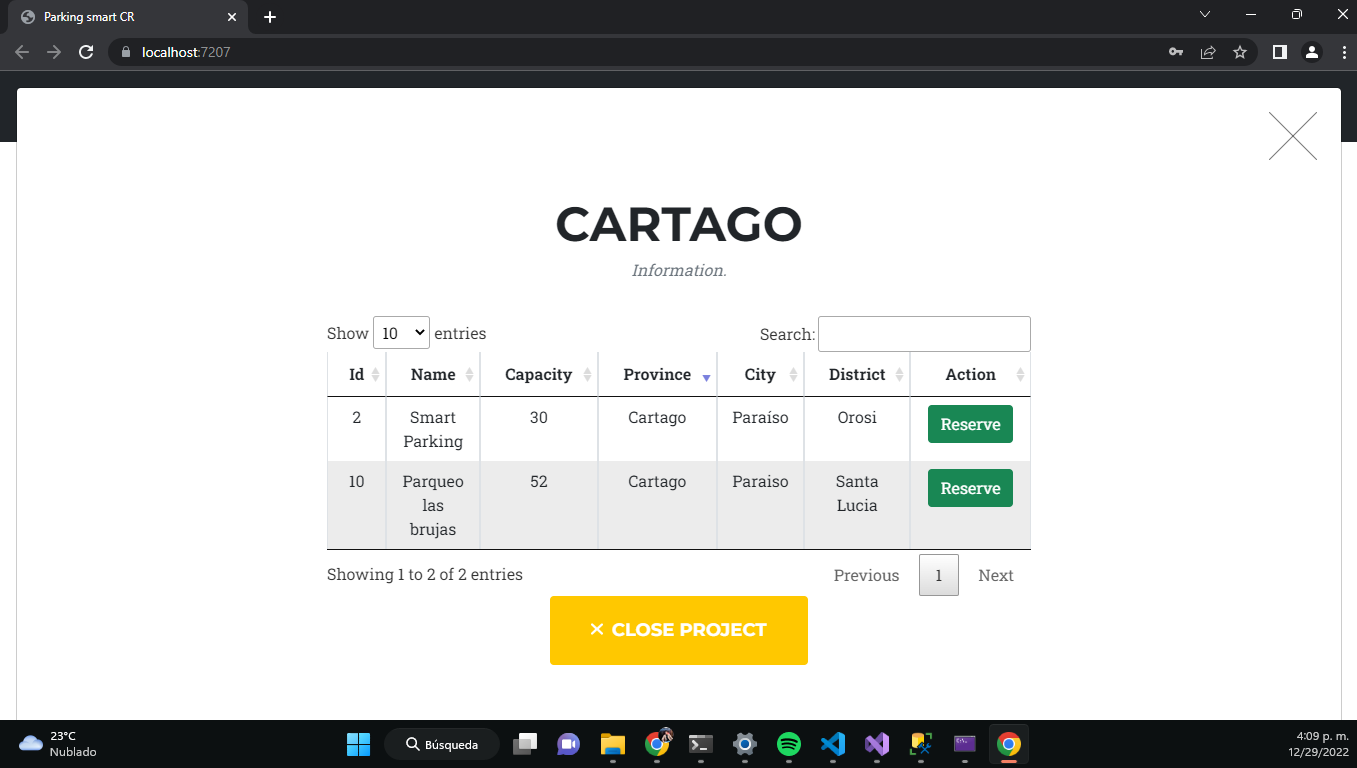 Parking smart CR
localhost:7207
CARTAGO
Information.
Show 10 entries
Search:
Id Name Capacity Province City District Action
2 Smart Parking 30 Cartago Paraíso Orosi Reserve
10 Parqueo las brujas 52 Cartago Paraiso Santa Lucia Reserve
Showing 1 to 2 of 2 entries
Previous 1 Next
CLOSE PROJECT
23°C
Nublado
Búsqueda
4:09 p. m.
12/29/2022